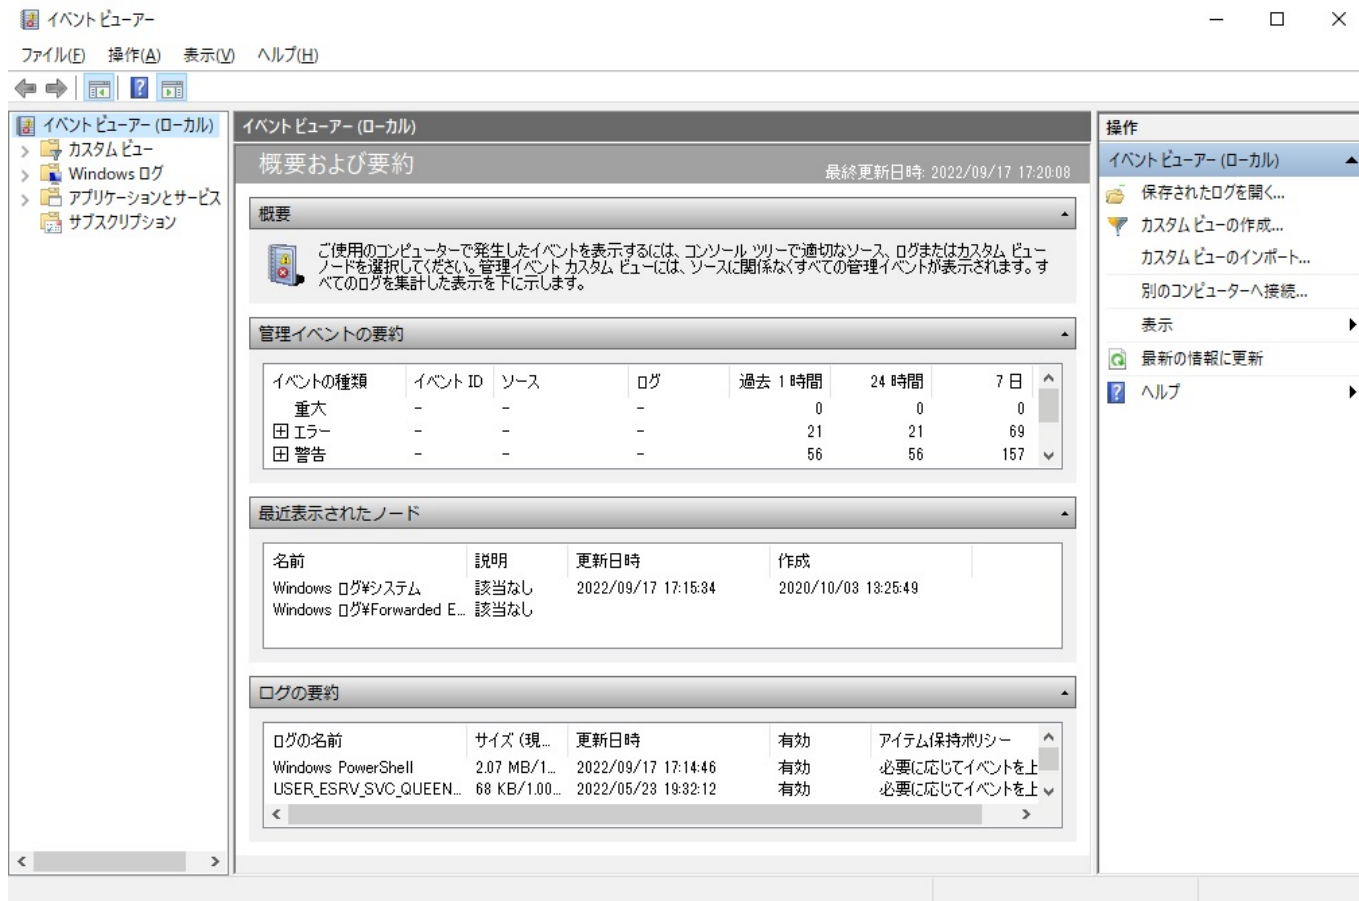 イベント ビューアー
ファイル(F) 操作(A) 表示(V) ヘルプ(H)
イベント ビューアー (ローカル)
カスタム ビュー
Windows ログ
アプリケーションとサービス
サブスクリプション
イベント ビューアー (ローカル)
概要および要約 最終更新日時: 2022/09/17 17:20:08
概要
ご使用のコンピューターで発生したイベントを表示するには、コンソール ツリーで適切なソース、ログまたはカスタム ビュー
ノードを選択してください。管理イベント カスタム ビューには、ソースに関係なくすべての管理イベントが表示されます。す
べてのログを集計した表示を下に示します。
管理イベントの要約
イベントの種類 イベント ID ソース ログ 過去 1 時間 24 時間 7 日
重大 - - - 0 0 0
エラー - - - 21 21 69
警告 - - - 56 56 157
最近表示されたノード
名前 説明 更新日時 作成
Windows ログ¥システム 該当なし 2022/09/17 17:15:34 2020/10/03 13:25:49
Windows ログ¥Forwarded E... 該当なし
ログの要約
ログの名前 サイズ (現... 更新日時 有効 アイテム保持ポリシー
Windows PowerShell 2.07 MB/1... 2022/09/17 17:14:46 有効 必要に応じてイベントを上
USER_ESRV_SVC_QUEEN... 68 KB/1.00... 2022/05/23 19:32:12 有効 必要に応じてイベントを上
操作
イベント ビューアー (ローカル)
保存されたログを開く...
カスタム ビューの作成...
カスタム ビューのインポート...
別のコンピューターへ接続...
表示
最新の情報に更新
ヘルプ